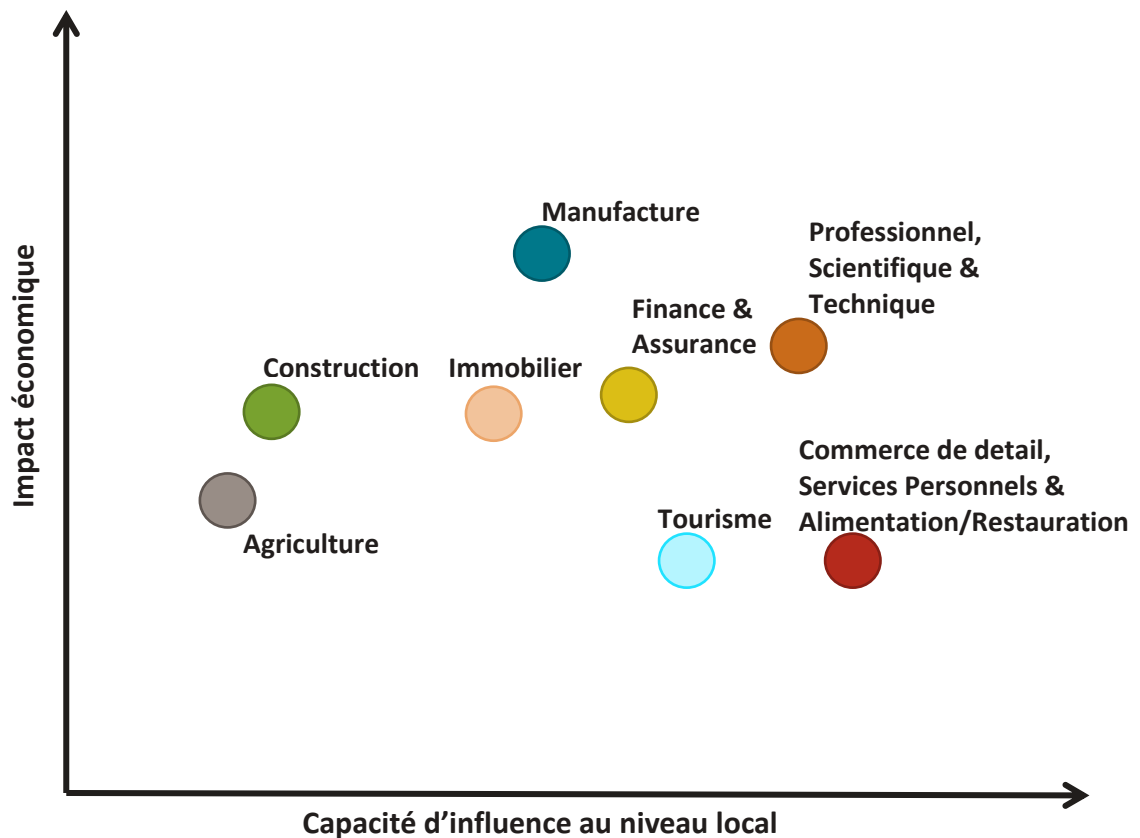 Manufacture
Professionnel,
Scientifique &
Technique
Finance &
Assurance
Construction
Immobilier
Commerce de detail,
Services Personnels &
Alimentation/Restauration
Tourisme
Agriculture
Impact économique
Capacité d’influence au niveau local